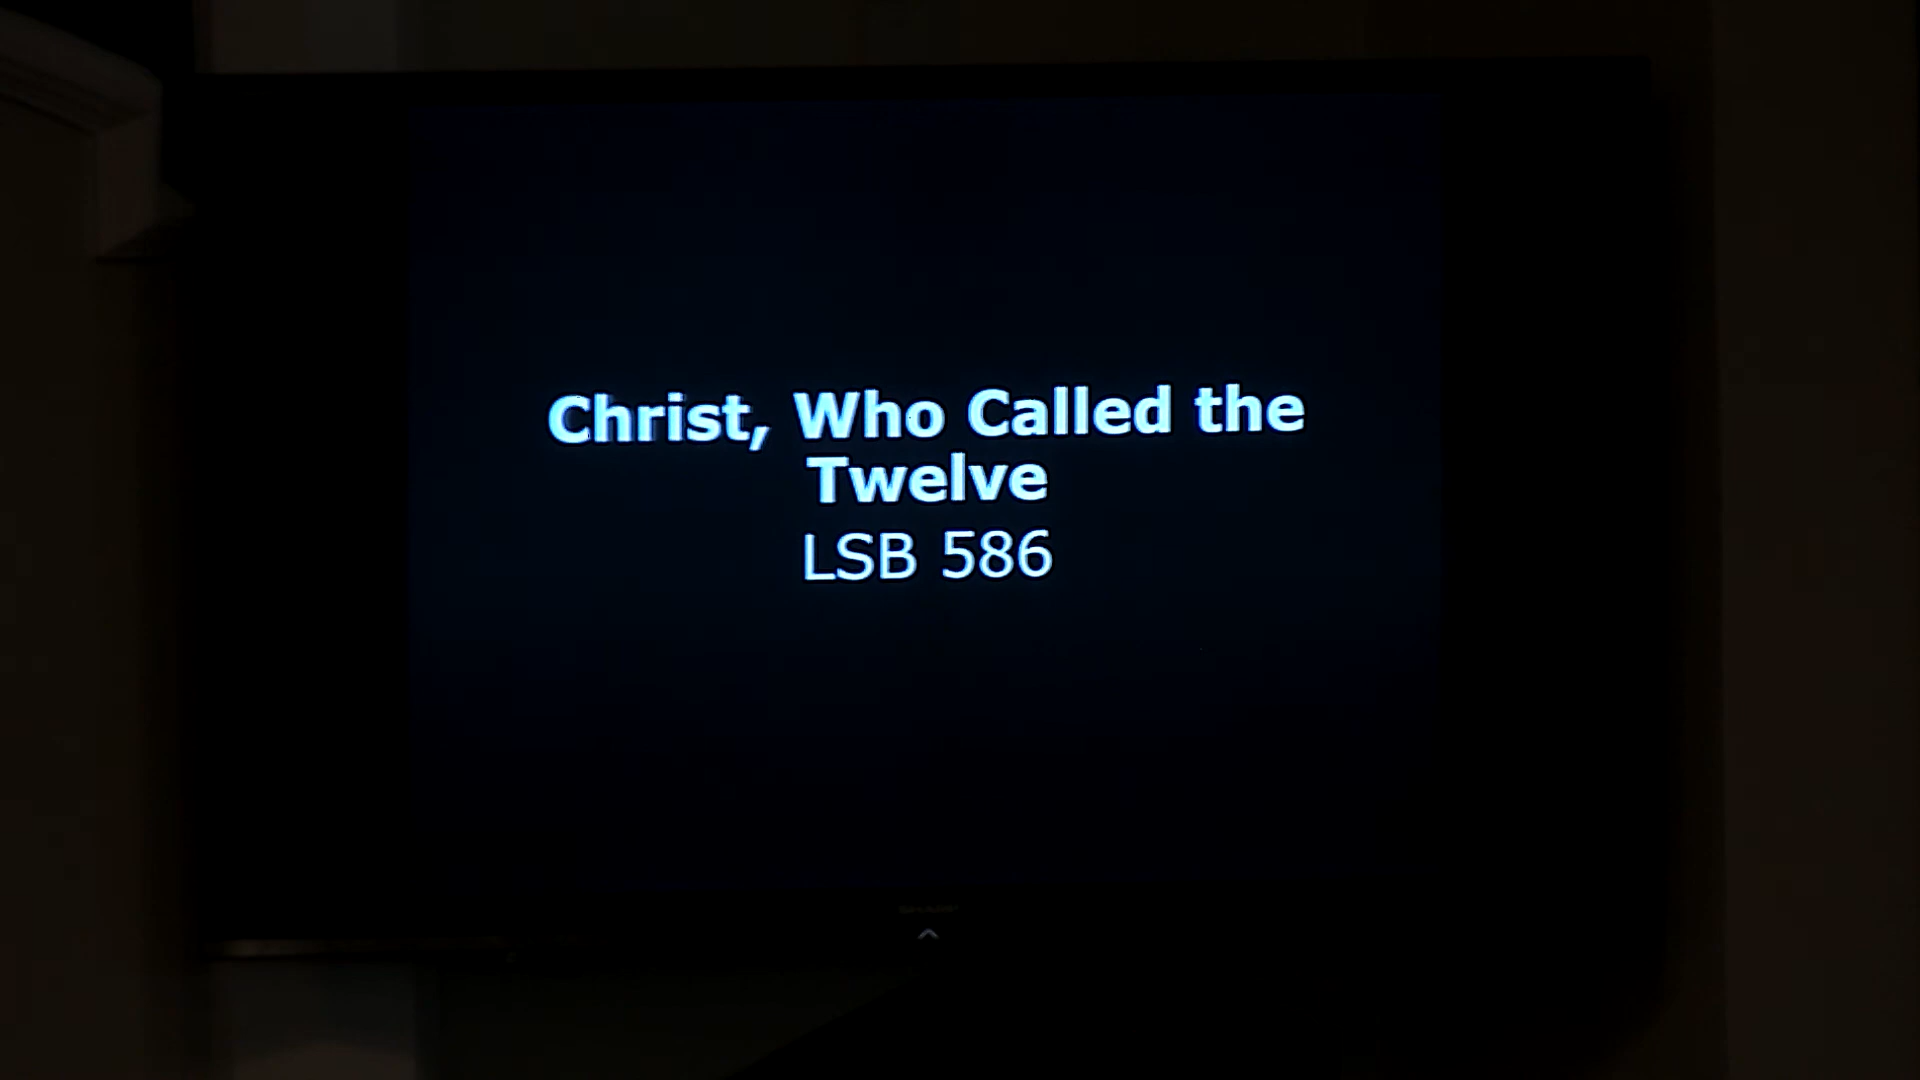 Christ, Who Called the
Twelve
LSB 586